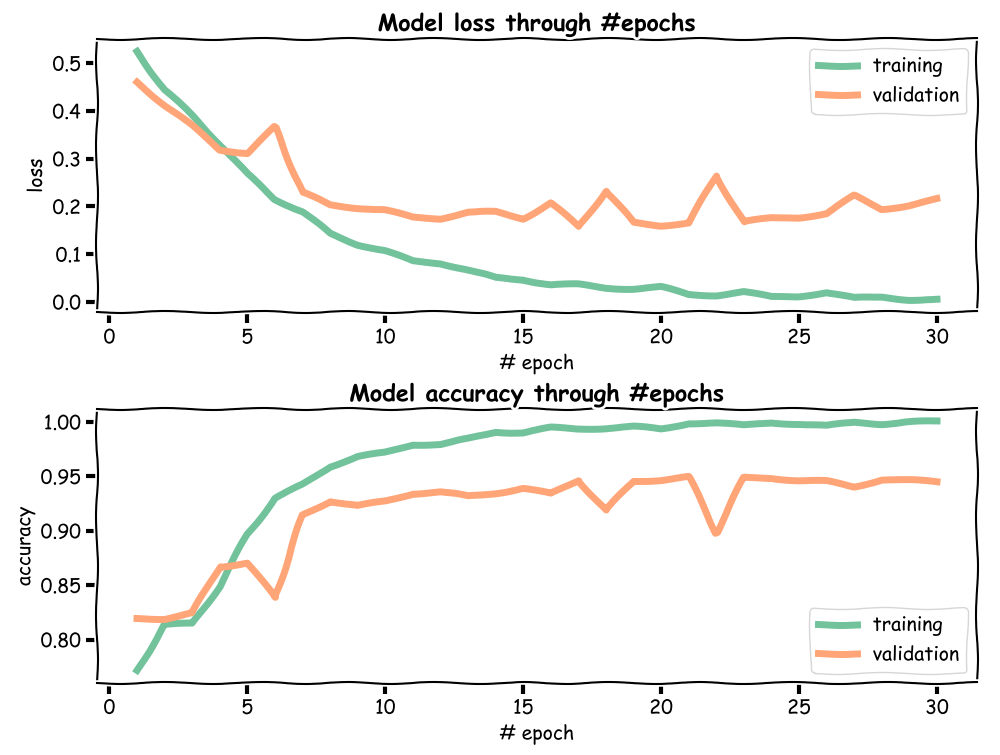 Model loss through #epochs
loss
0.5
0.4
0.3
0.2
0.1
0.0
training
validation
0 5 10 15 20 25 30
# epoch
Model accuracy through #epochs
accuracy
1.00
0.95
0.90
0.85
0.80
training
validation
0 5 10 15 20 25 30
# epoch